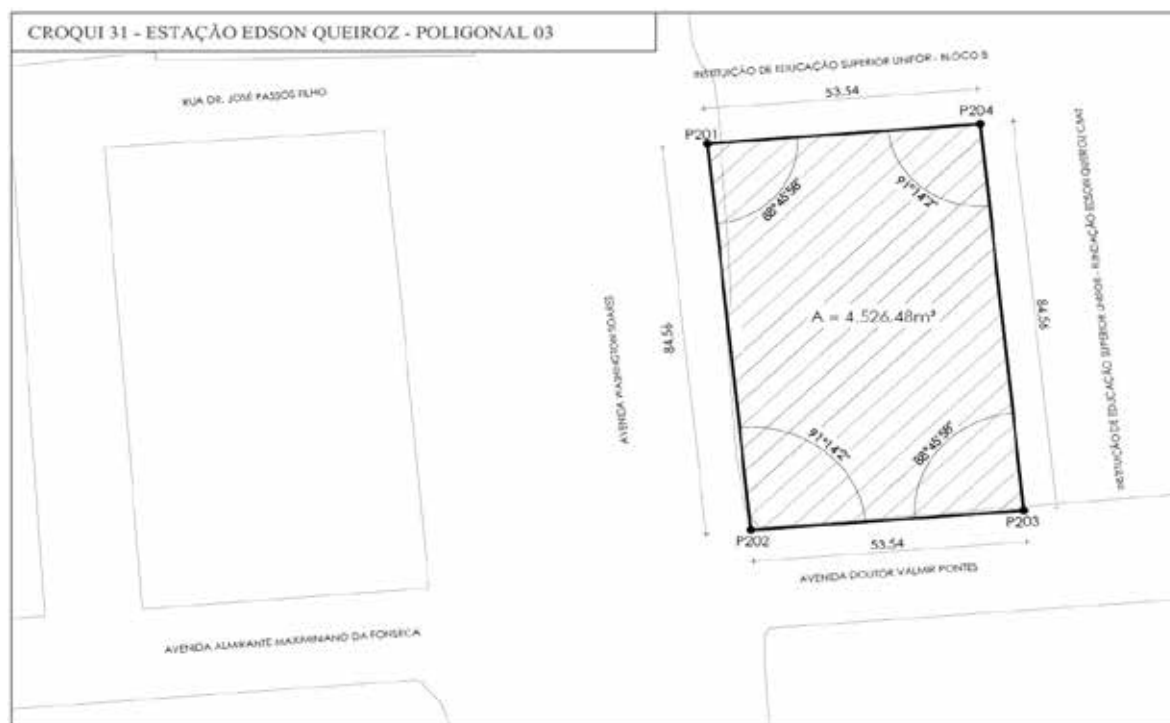 CROQUI 31 - ESTAÇÃO EDSON QUEIROZ - POLIGONAL 03
INSTITUIÇÃO DE EDUCAÇÃO SUPERIOR UNIFOR - BLOCO B
RUA DR. JOSÉ PASSOS FILHO
53.54
P201
P204
88°45'58"
91°14'2"
INSTITUIÇÃO DE EDUCAÇÃO SUPERIOR UNIFOR - FUNDAÇÃO EDSON QUEIROZ
AVENIDA WASHINGTON SOARES
84.56
A = 4.526.48m²
84.56
91°14'2"
88°45'58"
P202
P203
53.54
AVENIDA DOUTOR VALMIR PONTES
AVENIDA ALMIRANTE MAXIMINIANO DA FONSECA